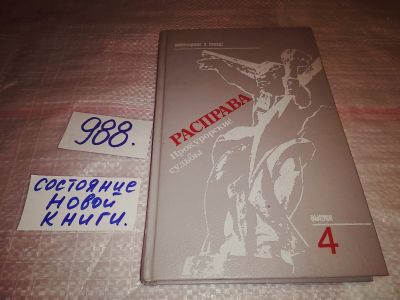 988.
состояние
новой
книги.
РАСПРАВА
Прокурорские
судьбы
ВЫПУСК
4